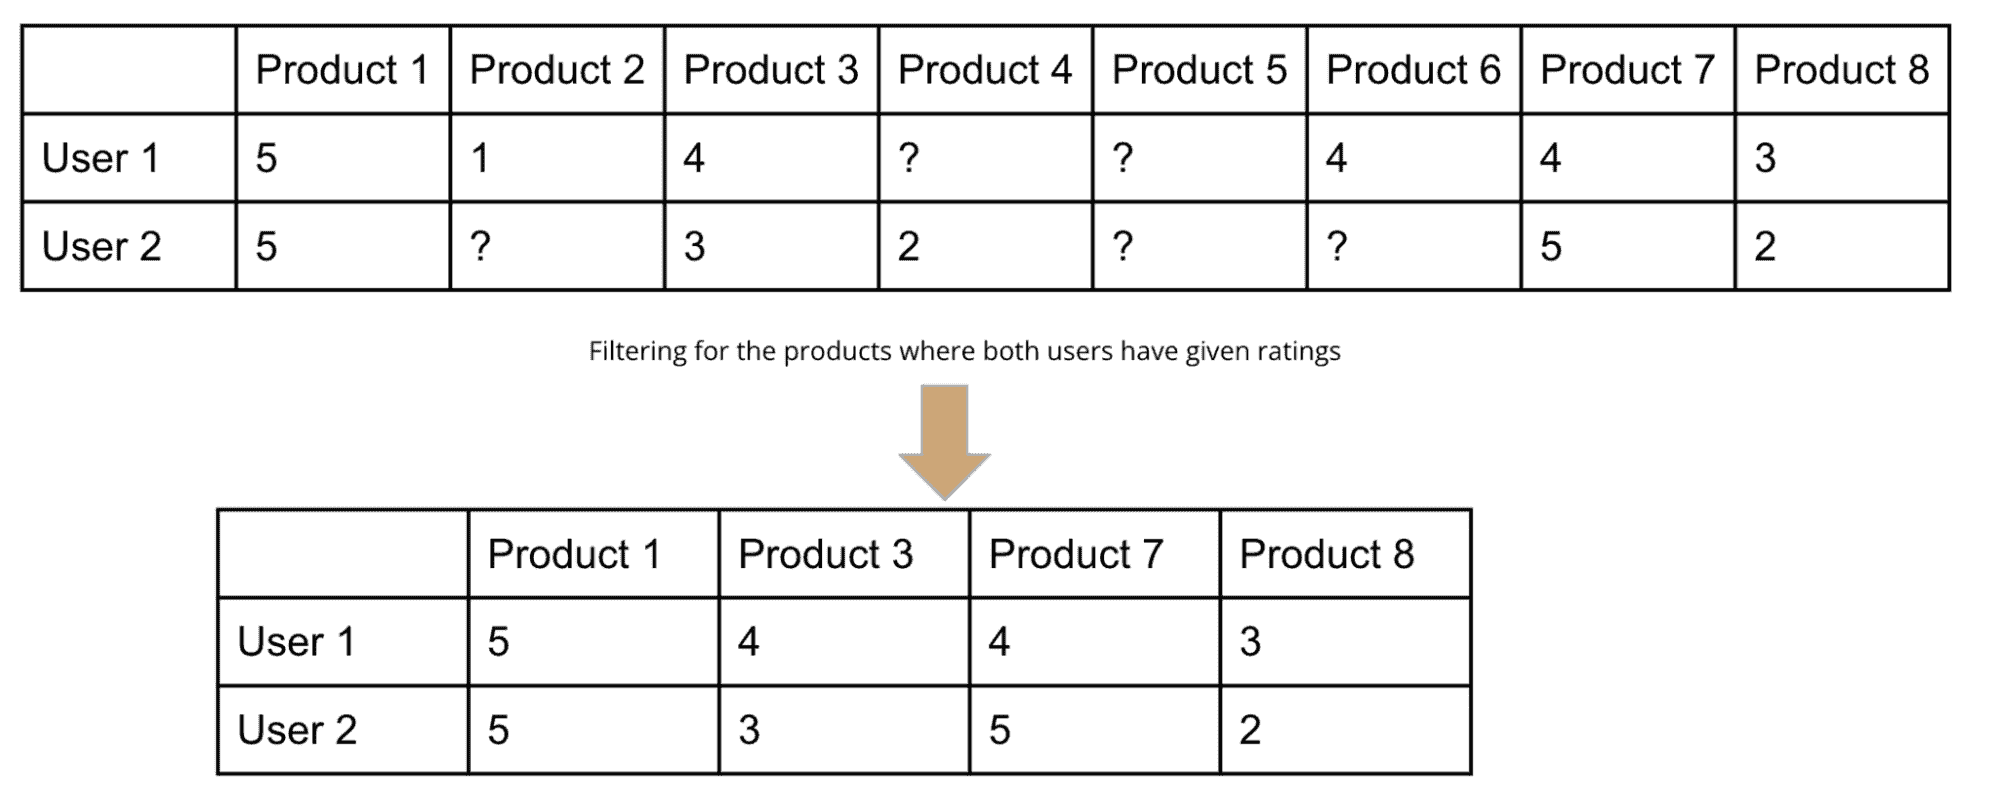 Product 1 Product 2 Product 3 Product 4 Product 5 Product 6 Product 7 Product 8
User 1 5 1 4 ? ? 4 4 3
User 2 5 ? 3 2 ? ? 5 2
Filtering for the products where both users have given ratings
Product 1 Product 3 Product 7 Product 8
User 1 5 4 4 3
User 2 5 3 5 2